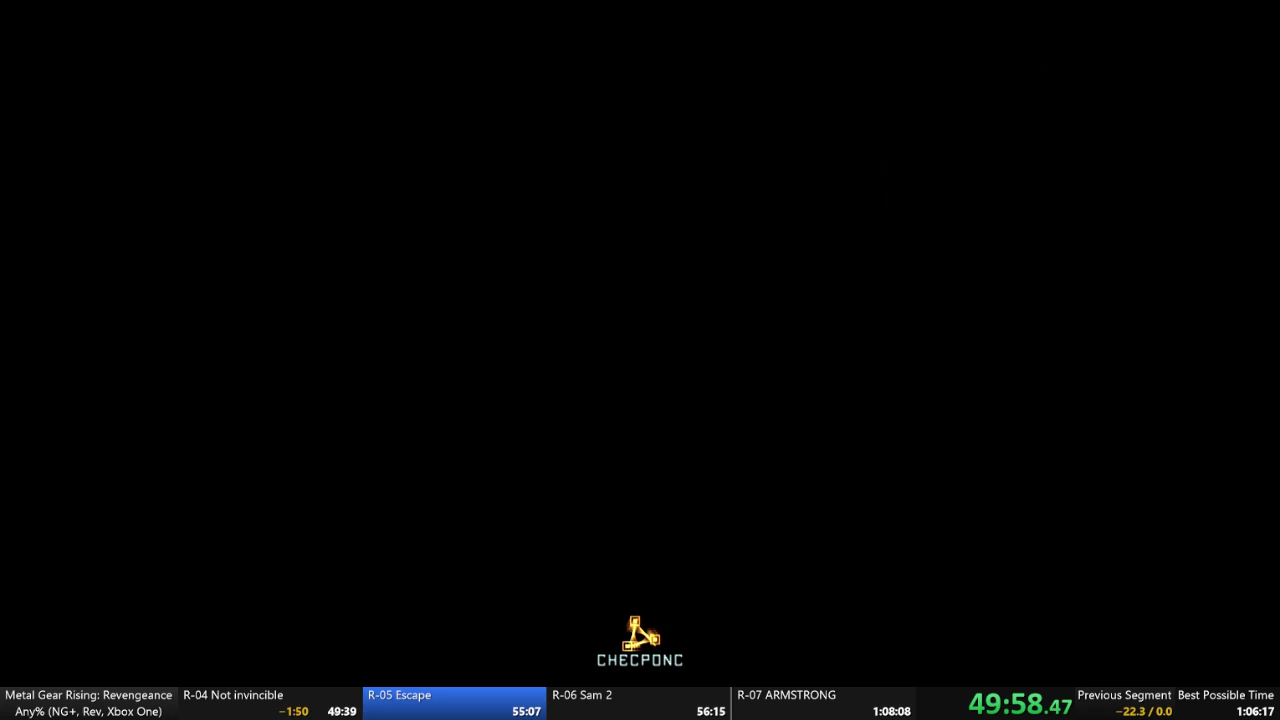 CHECPONC
Metal Gear Rising: Revengeance
Any% (NG+, Rev, Xbox One)
R-04 Not invincible
−1:50 49:39
R-05 Escape
55:07
R-06 Sam 2
56:15
R-07 ARMSTRONG
1:08:08
49:58.47
Previous Segment
−22.3 / 0.0
Best Possible Time
1:06:17